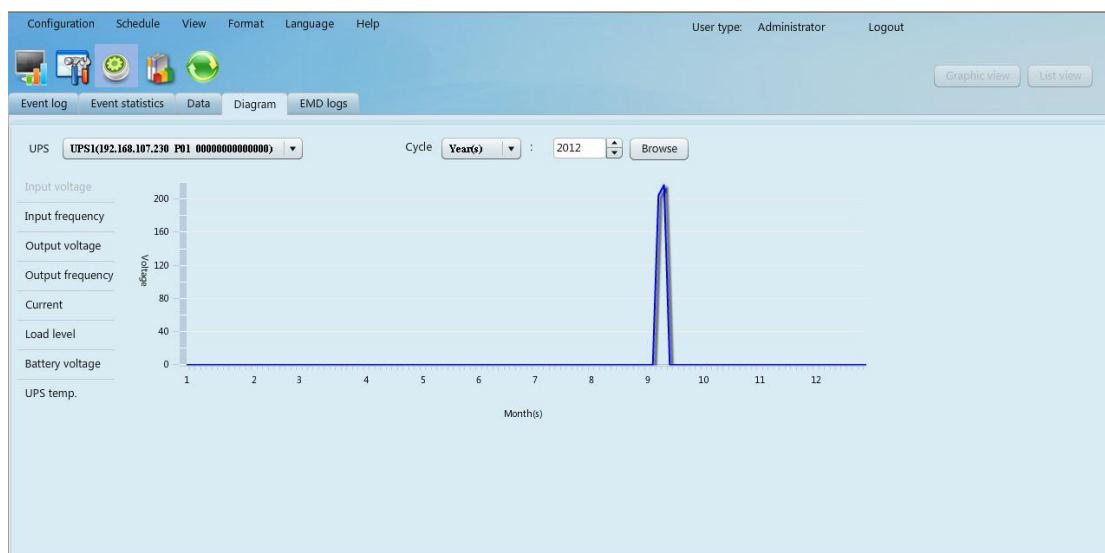 Configuration Schedule View Format Language Help User type: Administrator Logout
Graphic view List view
Event log Event statistics Data Diagram EMD logs
UPS UPS1(192.168.107.230 P01 00000000000000) Cycle Year(s) : 2012 Browse
Input voltage
Input frequency
Output voltage
Output frequency
Current
Load level
Battery voltage
UPS temp.
Voltage
200
160
120
80
40
0
1 2 3 4 5 6 7 8 9 10 11 12
Month(s)